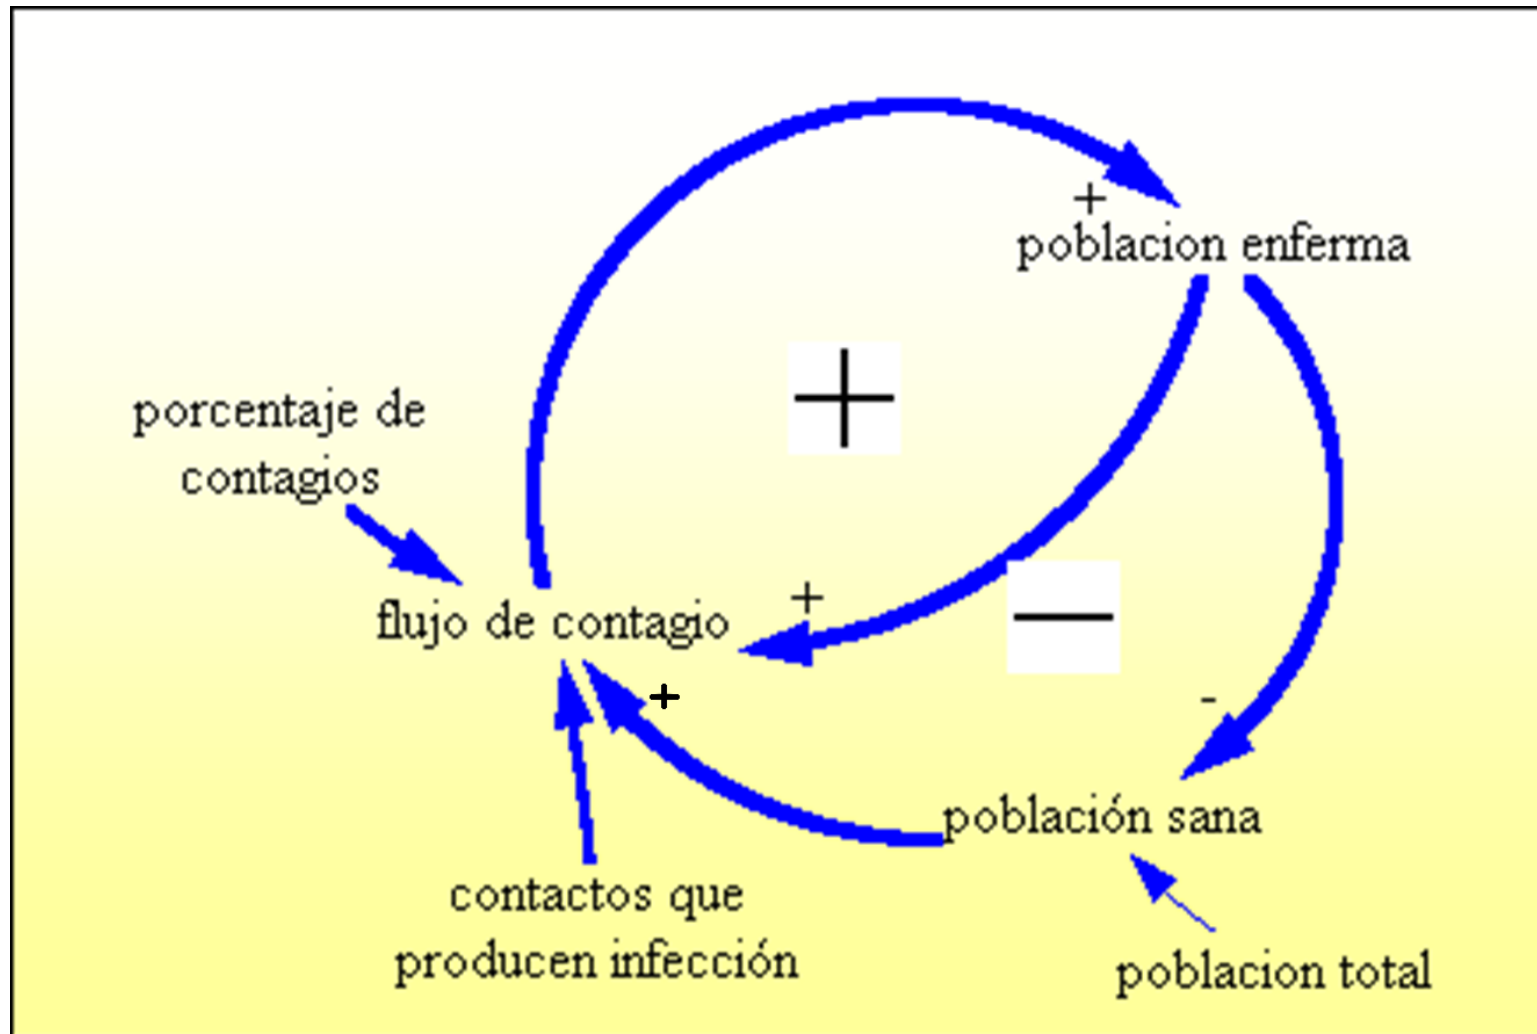 +
poblacion enferma
+
porcentaje de
contagios
+
flujo de contagio
—
+
-
población sana
contactos que
producen infección
poblacion total